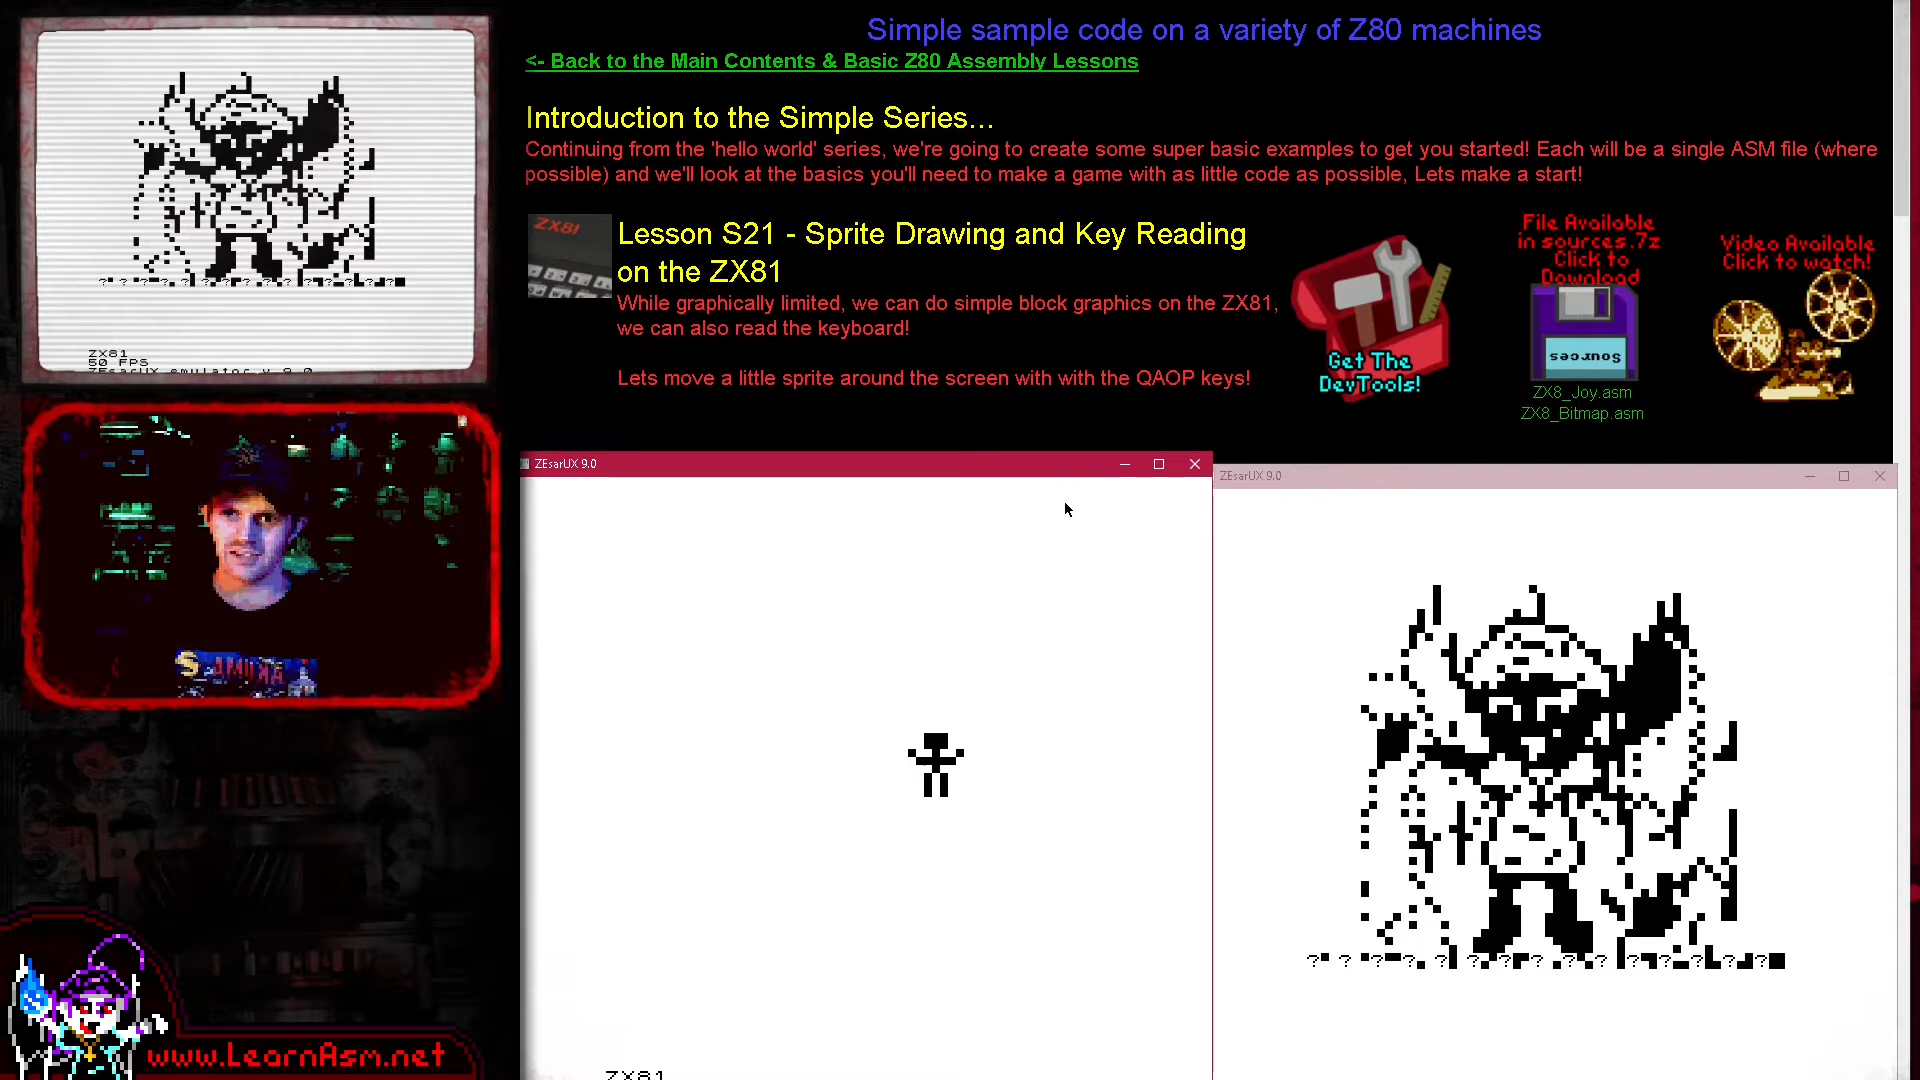 Simple sample code on a variety of Z80 machines
<- Back to the Main Contents & Basic Z80 Assembly Lessons
Introduction to the Simple Series...
Continuing from the 'hello world' series, we're going to create some super basic examples to get you started! Each will be a single ASM file (where
possible) and we'll look at the basics you'll need to make a game with as little code as possible, Lets make a start!
ZX81
Lesson S21 - Sprite Drawing and Key Reading
on the ZX81
While graphically limited, we can do simple block graphics on the ZX81,
we can also read the keyboard!
Lets move a little sprite around the screen with with the QAOP keys!
Get The
DevTools!
File Available
in sources.7z
Click to
Download
Sources
ZX8_Joy.asm
ZX8_Bitmap.asm
Video Available
Click to watch!
ZX81
50 FPS
ZEsarUX emulator v 9.0
ZEsarUX 9.0
ZEsarUX 9.0
ZX81
www.LearnAsm.net